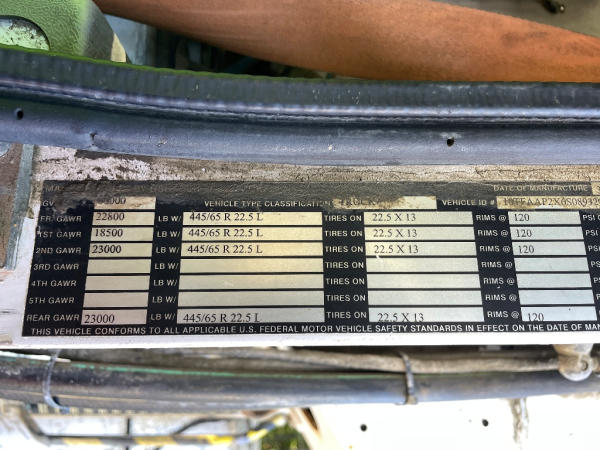 VEHICLE TYPE CLASSIFICATION TRUCK VEHICLE ID #
FR. GAWR 22800 LB W/ 445/65 R 22.5 L TIRES ON 22.5 X 13 RIMS @ 120 PSI
1ST GAWR 18500 LB W/ 445/65 R 22.5 L TIRES ON 22.5 X 13 RIMS @ 120 PSI
2ND GAWR 23000 LB W/ 445/65 R 22.5 L TIRES ON 22.5 X 13 RIMS @ 120
3RD GAWR LB W/ TIRES ON RIMS @
4TH GAWR LB W/ TIRES ON RIMS @
5TH GAWR LB W/ TIRES ON RIMS @
REAR GAWR 23000 LB W/ 445/65 R 22.5 L TIRES ON 22.5 X 13 RIMS @ 120
THIS VEHICLE CONFORMS TO ALL APPLICABLE U.S. FEDERAL MOTOR VEHICLE SAFETY STANDARDS IN EFFECT ON THE DATE OF